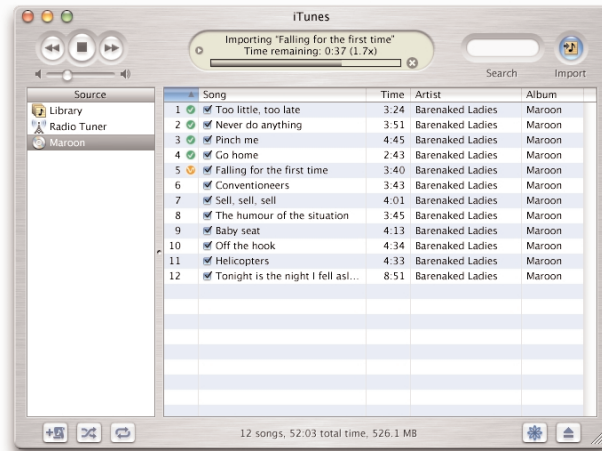 iTunes
Importing "Falling for the first time"
Time remaining: 0:37 (1.7x)
Search
Import
Source
Song Time Artist Album
Library
Radio Tuner
Maroon
1 Too little, too late 3:24 Barenaked Ladies Maroon
2 Never do anything 3:51 Barenaked Ladies Maroon
3 Pinch me 4:45 Barenaked Ladies Maroon
4 Go home 2:43 Barenaked Ladies Maroon
5 Falling for the first time 3:40 Barenaked Ladies Maroon
6 Conventioneers 3:43 Barenaked Ladies Maroon
7 Sell, sell, sell 4:01 Barenaked Ladies Maroon
8 The humour of the situation 3:45 Barenaked Ladies Maroon
9 Baby seat 4:13 Barenaked Ladies Maroon
10 Off the hook 4:34 Barenaked Ladies Maroon
11 Helicopters 4:33 Barenaked Ladies Maroon
12 Tonight is the night I fell asl... 8:51 Barenaked Ladies Maroon
12 songs, 52:03 total time, 526.1 MB